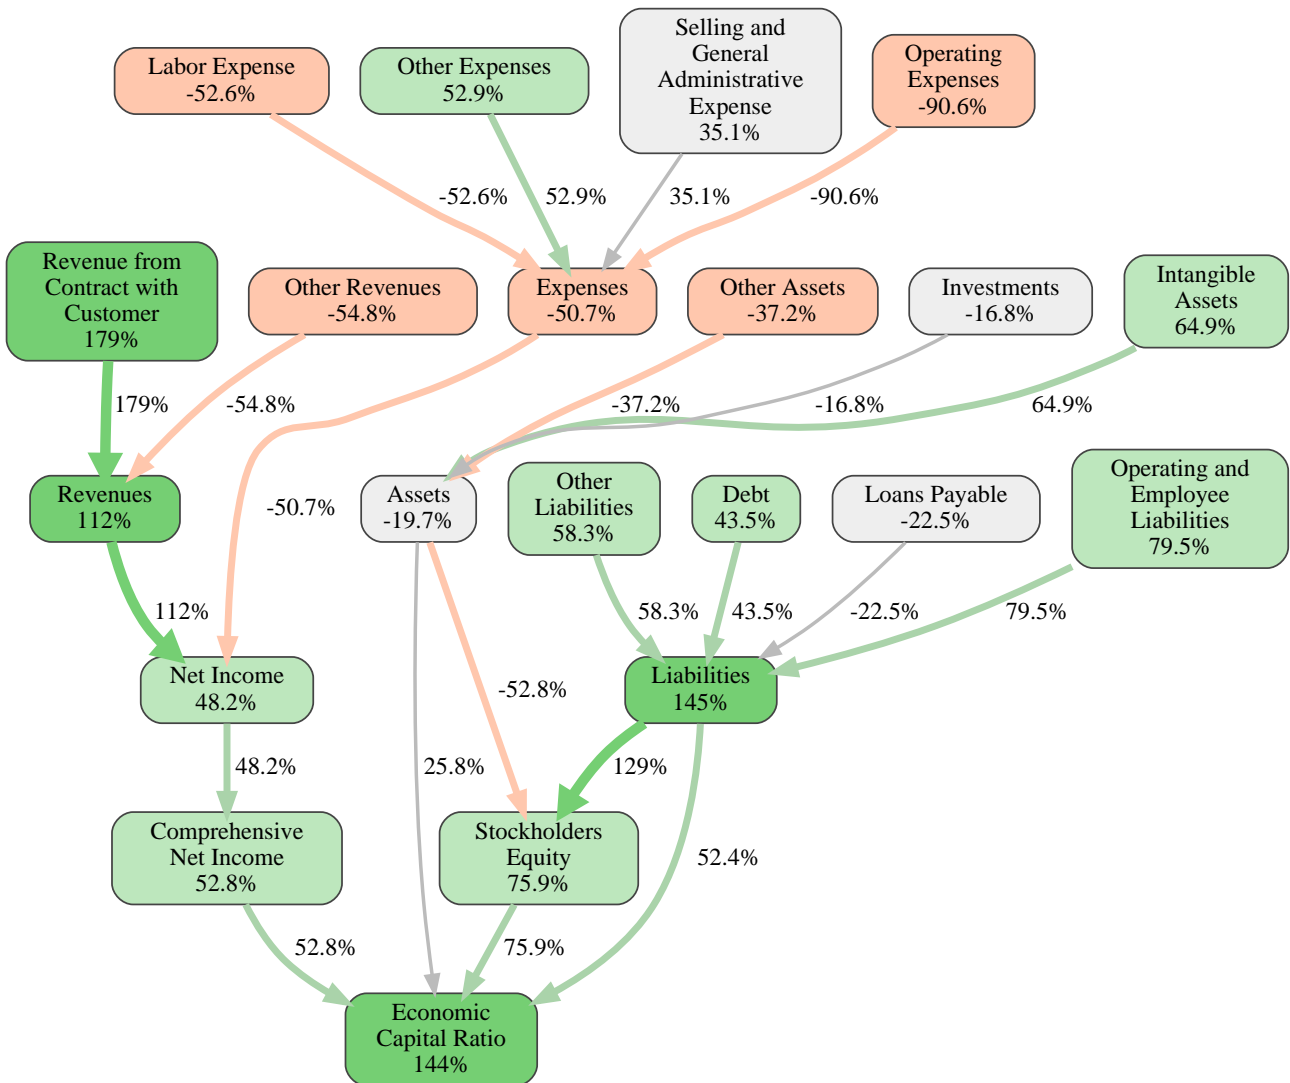 Labor Expense
-52.6%
Other Expenses
52.9%
Selling and
General
Administrative
Expense
35.1%
Operating
Expenses
-90.6%
-52.6%
52.9%
35.1%
-90.6%
Revenue from
Contract with
Customer
179%
Other Revenues
-54.8%
Expenses
-50.7%
Other Assets
-37.2%
Investments
-16.8%
Intangible
Assets
64.9%
179%
-54.8%
-37.2%
-16.8%
64.9%
Revenues
112%
-50.7%
Assets
-19.7%
Other
Liabilities
58.3%
Debt
43.5%
Loans Payable
-22.5%
Operating and
Employee
Liabilities
79.5%
112%
58.3%
43.5%
-22.5%
79.5%
Net Income
48.2%
-52.8%
Liabilities
145%
48.2%
25.8%
129%
Comprehensive
Net Income
52.8%
Stockholders
Equity
75.9%
52.4%
52.8%
75.9%
Economic
Capital Ratio
144%